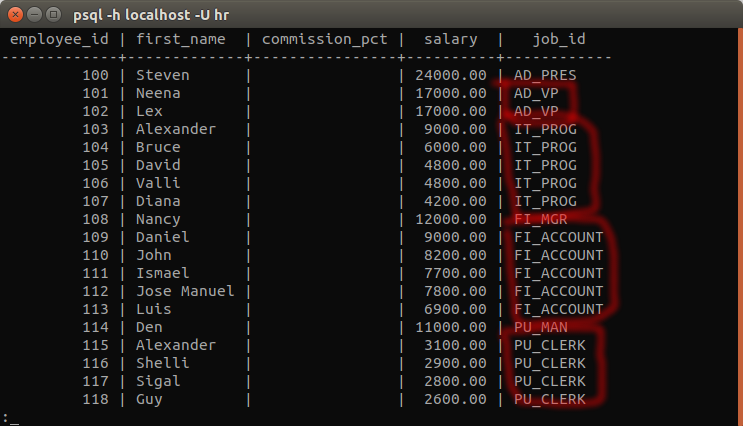 psql -h localhost -U hr
employee_id | first_name | commission_pct | salary | job_id
-------------+-------------+----------------+----------+------------
100 | Steven | | 24000.00 | AD_PRES
101 | Neena | | 17000.00 | AD_VP
102 | Lex | | 17000.00 | AD_VP
103 | Alexander | | 9000.00 | IT_PROG
104 | Bruce | | 6000.00 | IT_PROG
105 | David | | 4800.00 | IT_PROG
106 | Valli | | 4800.00 | IT_PROG
107 | Diana | | 4200.00 | IT_PROG
108 | Nancy | | 12000.00 | FI_MGR
109 | Daniel | | 9000.00 | FI_ACCOUNT
110 | John | | 8200.00 | FI_ACCOUNT
111 | Ismael | | 7700.00 | FI_ACCOUNT
112 | Jose Manuel | | 7800.00 | FI_ACCOUNT
113 | Luis | | 6900.00 | FI_ACCOUNT
114 | Den | | 11000.00 | PU_MAN
115 | Alexander | | 3100.00 | PU_CLERK
116 | Shelli | | 2900.00 | PU_CLERK
117 | Sigal | | 2800.00 | PU_CLERK
118 | Guy | | 2600.00 | PU_CLERK
:_